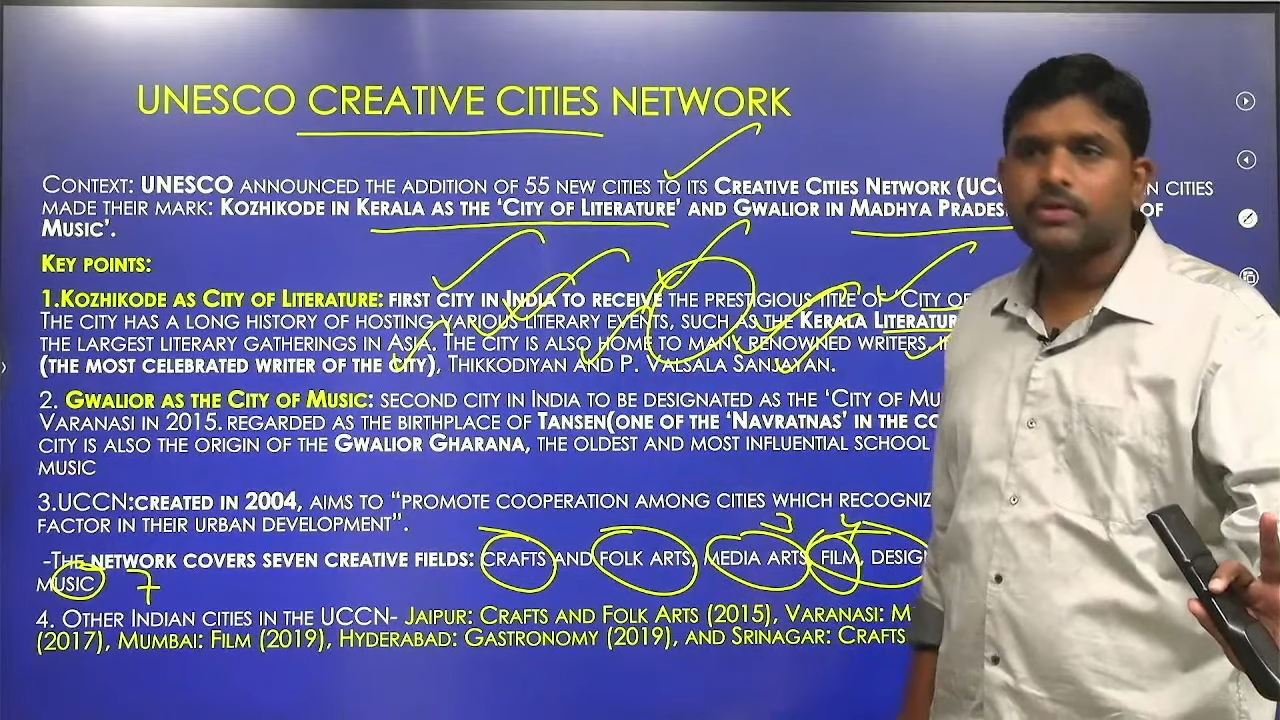 UNESCO CREATIVE CITIES NETWORK
CONTEXT: UNESCO ANNOUNCED THE ADDITION OF 55 NEW CITIES TO ITS CREATIVE CITIES NETWORK CITIES
MADE THEIR MARK: KOZHIKODE IN KERALA AS THE ‘CITY OF LITERATURE’ AND GWALIOR IN MADHYA OF
MUSIC’.
KEY POINTS:
1.KOZHIKODE AS CITY OF LITERATURE: FIRST CITY IN INDIA TO RECEIVE THE PRESTIGIOUS TITLE OF ‘CITY OF
THE CITY HAS A LONG HISTORY OF HOSTING VARIOUS LITERARY EVENTS, SUCH AS THE KERALA
THE LARGEST LITERARY GATHERINGS IN ASIA. THE CITY IS ALSO HOME TO MANY RENOWNED WRITERS,
(THE MOST CELEBRATED WRITER OF THE CITY), THIKKODIYAN AND P. VALSALA SANJAYAN.
2. GWALIOR AS THE CITY OF MUSIC: SECOND CITY IN INDIA TO BE DESIGNATED AS THE ‘CITY OF
VARANASI IN 2015. REGARDED AS THE BIRTHPLACE OF TANSEN(ONE OF THE ‘NAVRATNAS’ IN THE
CITY IS ALSO THE ORIGIN OF THE GWALIOR GHARANA, THE OLDEST AND MOST INFLUENTIAL SCHOOL
MUSIC
3.UCCN:CREATED IN 2004, AIMS TO “PROMOTE COOPERATION AMONG CITIES WHICH
FACTOR IN THEIR URBAN DEVELOPMENT”.
3 4
-THE NETWORK COVERS SEVEN CREATIVE FIELDS: CRAFTS AND FOLK ARTS, MEDIA ARTS, FILM, DESIGN
MUSIC 7
4. OTHER INDIAN CITIES IN THE UCCN- JAIPUR: CRAFTS AND FOLK ARTS (2015), VARANASI:
(2017), MUMBAI: FILM (2019), HYDERABAD: GASTRONOMY (2019), AND SRINAGAR: CRAFTS